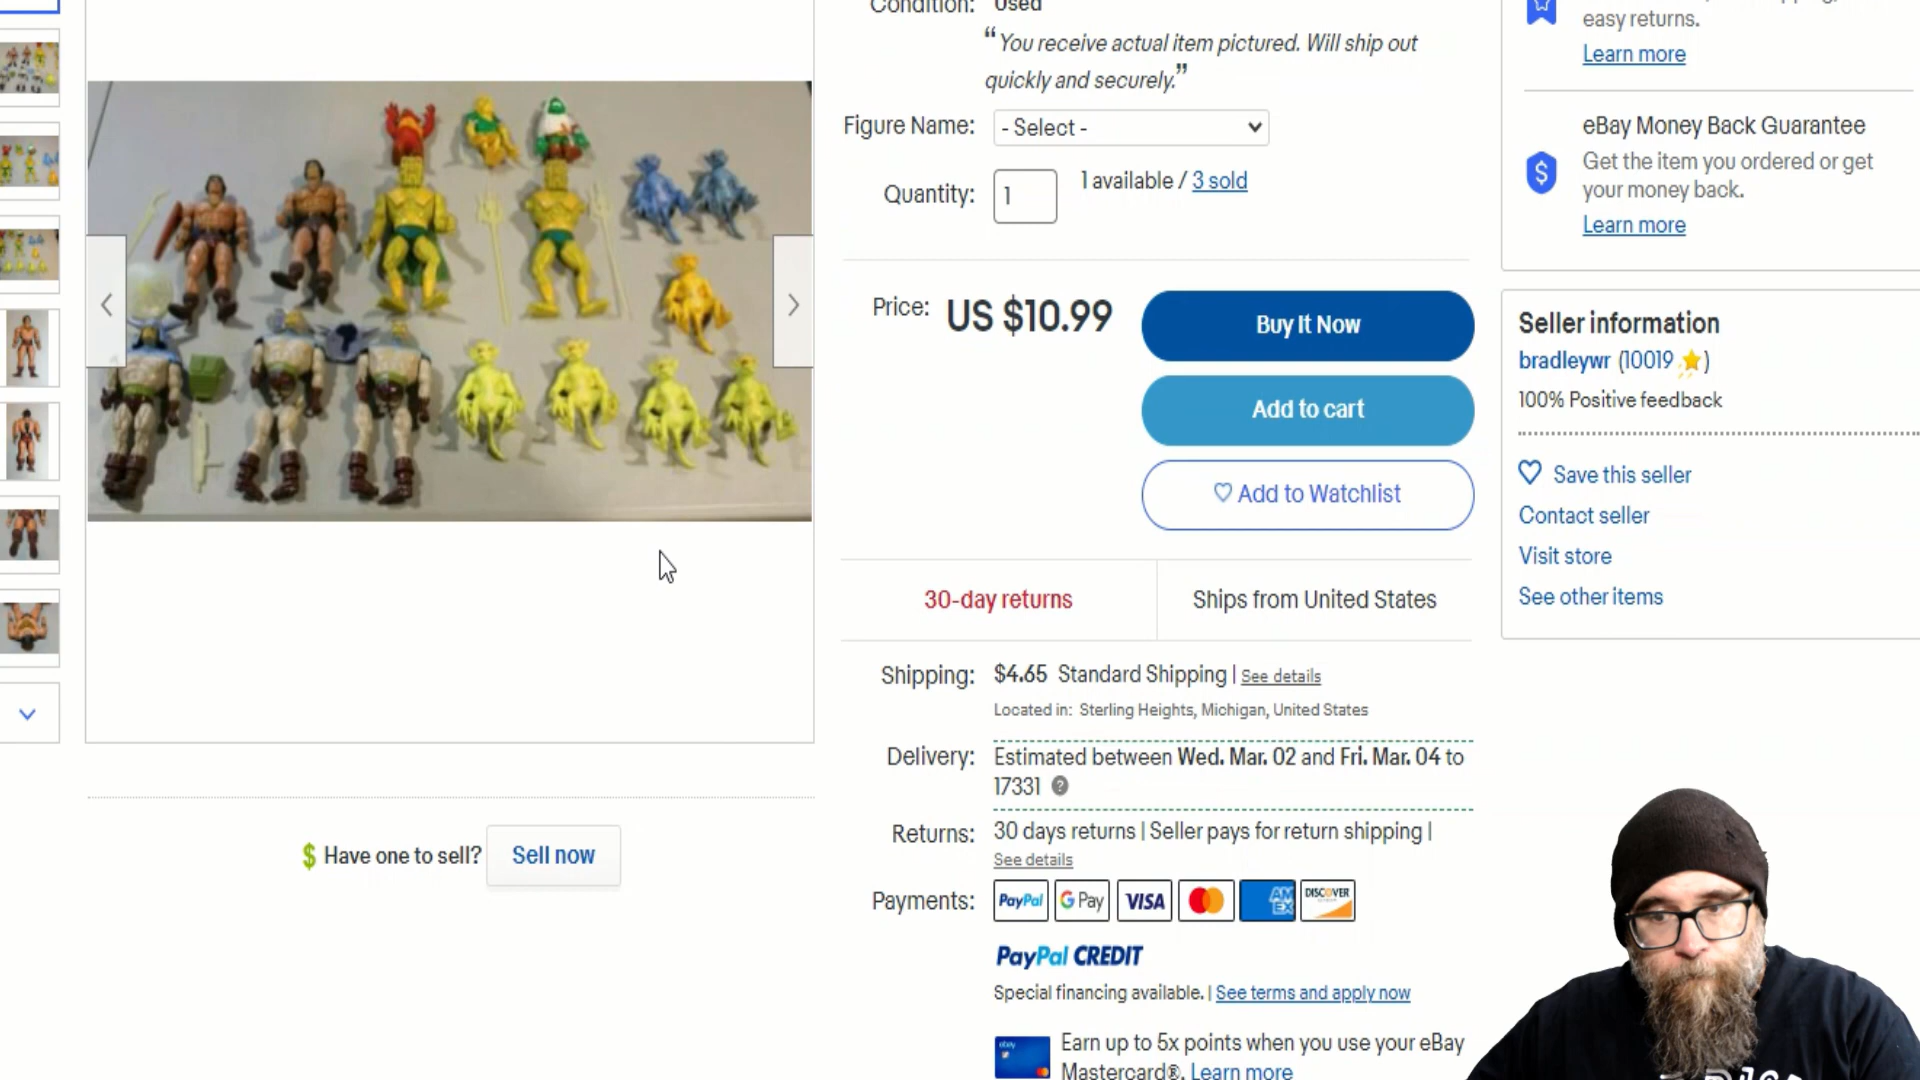 Condition: Used
“You receive actual item pictured. Will ship out
quickly and securely.”
Figure Name: - Select -
Quantity: 1 1 available / 3 sold
Price: US $10.99
Buy It Now
Add to cart
Add to Watchlist
30-day returns
Ships from United States
Shipping: $4.65 Standard Shipping | See details
Located in: Sterling Heights, Michigan, United States
Delivery: Estimated between Wed. Mar. 02 and Fri. Mar. 04 to
17331
Returns: 30 days returns | Seller pays for return shipping |
See details
Payments: PayPal G Pay VISA AM EX DISCOVER
PayPal CREDIT
Special financing available. | See terms and apply now
ebay
Earn up to 5x points when you use your eBay
Mastercard®. Learn more
$ Have one to sell? Sell now
easy returns.
Learn more
eBay Money Back Guarantee
Get the item you ordered or get
your money back.
Learn more
Seller information
bradleywr (10019)
100% Positive feedback
Save this seller
Contact seller
Visit store
See other items